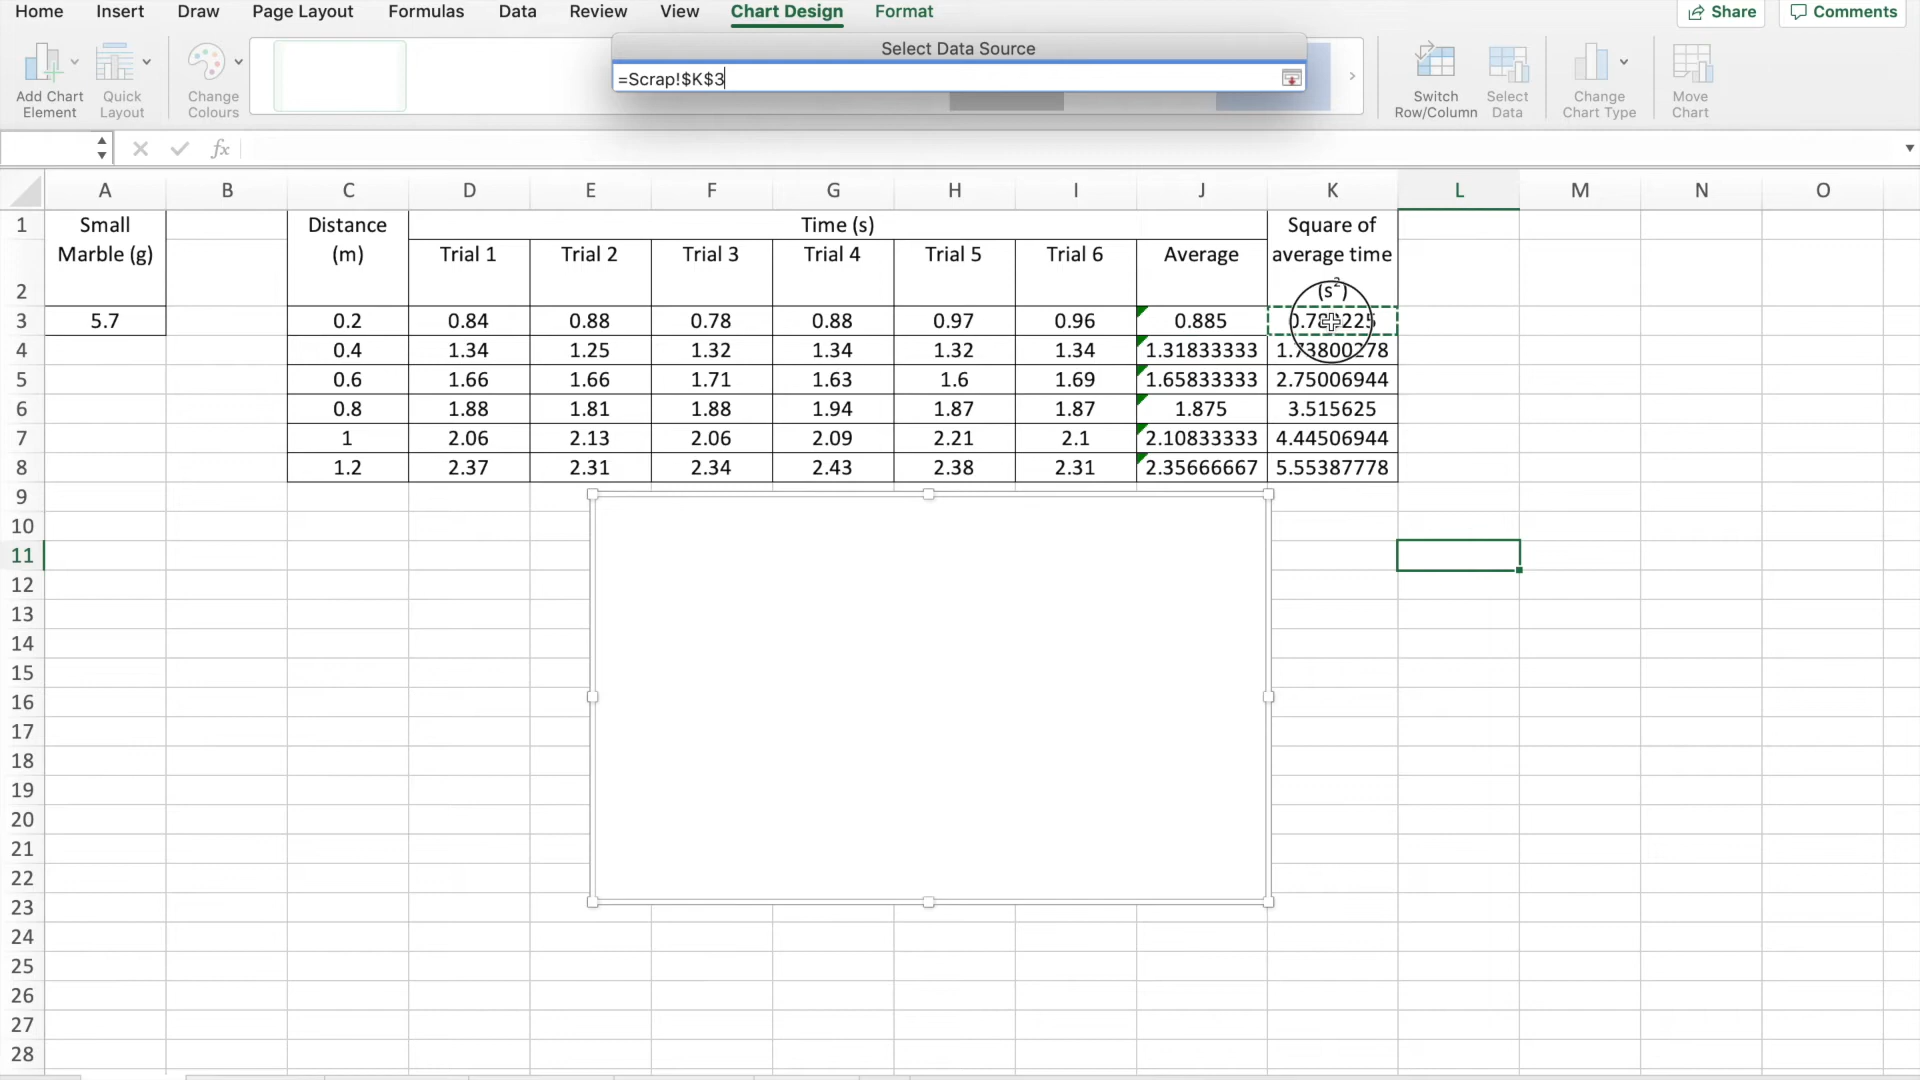 Home Insert Draw Page Layout Formulas Data Review View Chart Design Format Share Comments
Select Data Source
=Scrap!$K$3
Add Chart Element
Quick Layout
Change Colours
Switch Row/Column
Select Data
Change Chart Type
Move Chart
fx
A B C D E F G H I J K L M N O
1 Small Distance Time (s) Square of
Marble (g) (m) Trial 1 Trial 2 Trial 3 Trial 4 Trial 5 Trial 6 Average average time
2 (s²)
3 5.7 0.2 0.84 0.88 0.78 0.88 0.97 0.96 0.885
4 0.4 1.34 1.25 1.32 1.34 1.32 1.34 1.31833333 1.73800278
5 0.6 1.66 1.66 1.71 1.63 1.6 1.69 1.65833333 2.75006944
6 0.8 1.88 1.81 1.88 1.94 1.87 1.87 1.875 3.515625
7 1 2.06 2.13 2.06 2.09 2.21 2.1 2.10833333 4.44506944
8 1.2 2.37 2.31 2.34 2.43 2.38 2.31 2.35666667 5.55387778
9
10
11
12
13
14
15
16
17
18
19
20
21
22
23
24
25
26
27
28